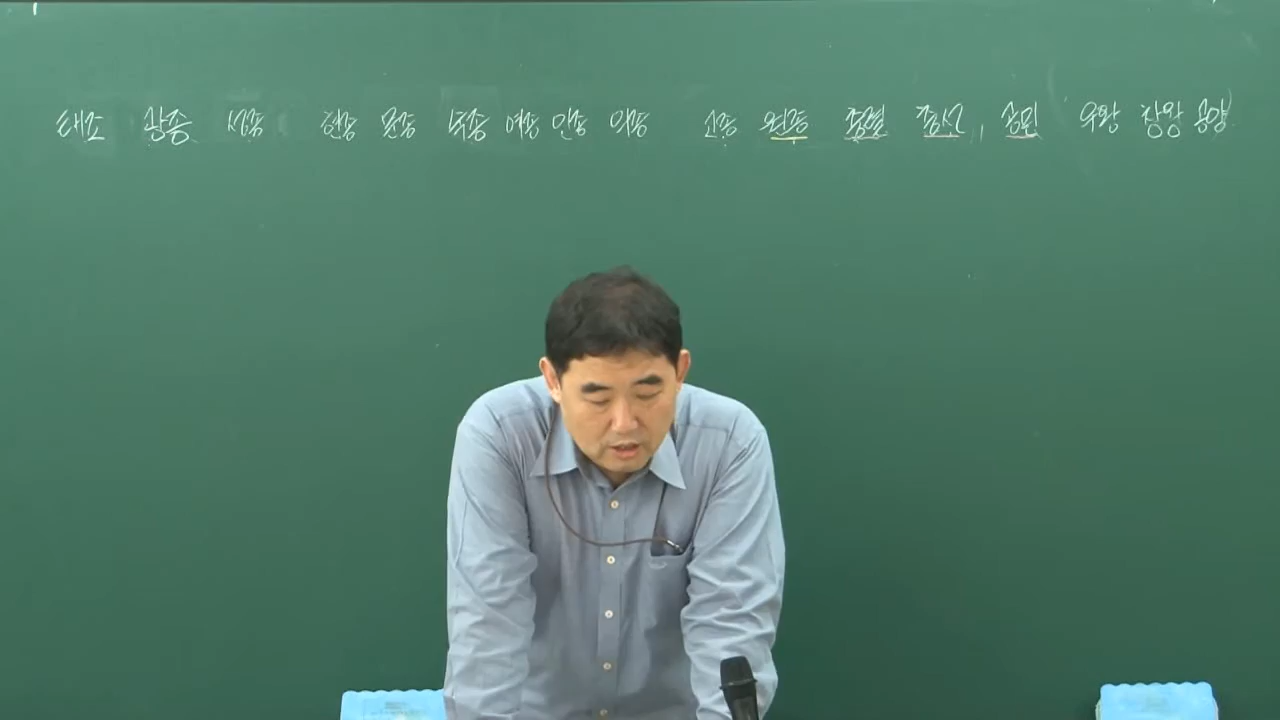 태조 광종 성종 현종 문종 숙종 예종 인종 의종 고종 원종 충렬 충선 공민 우왕 창왕 공양